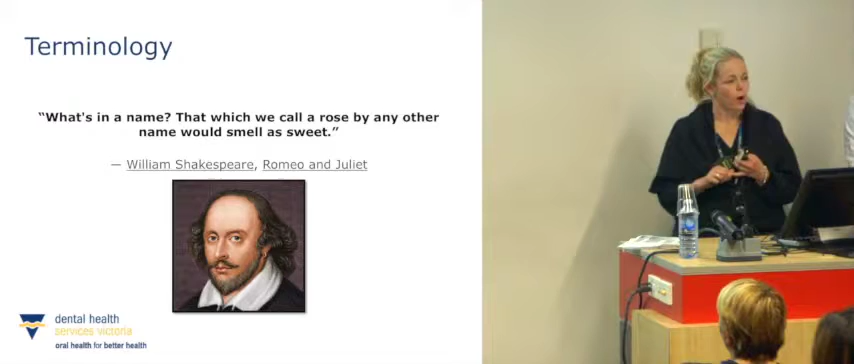 Terminology
“What's in a name? That which we call a rose by any other
name would smell as sweet.”
— William Shakespeare, Romeo and Juliet
dental health
services victoria
oral health for better health